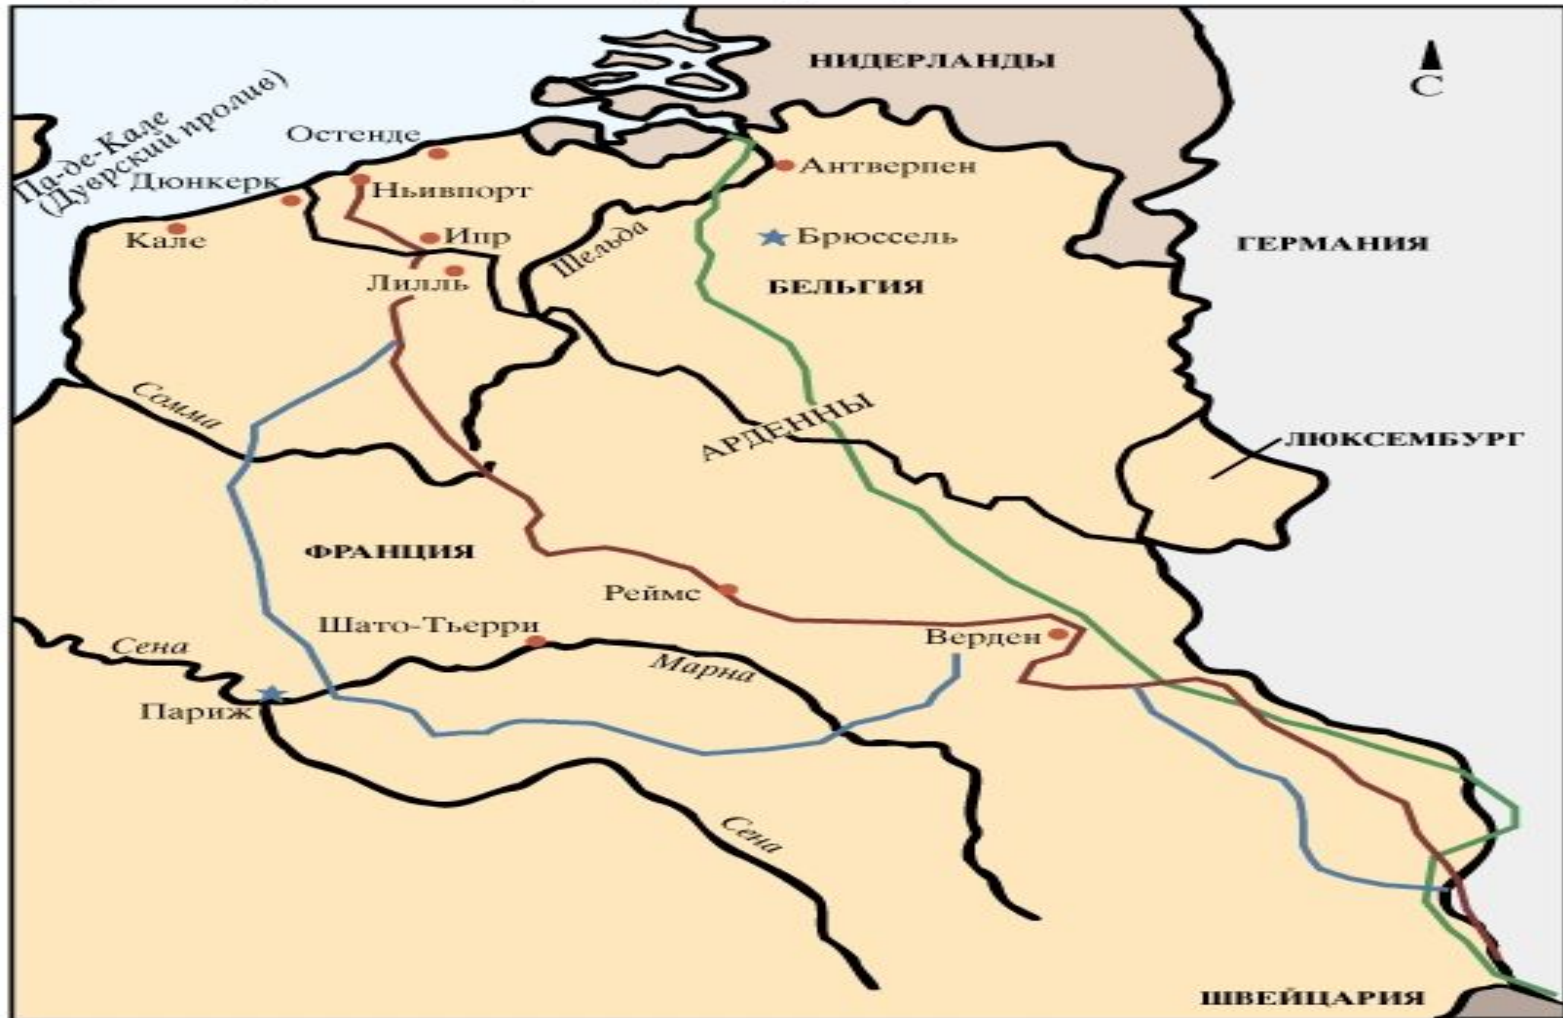 НИДЕРЛАНДЫ
С
Па-де-Кале
(Дуврский пролив)
Остенде
Дюнкерк
Ньивпорт
Антверпен
Кале
Ипр
Шельда
Брюссель
ГЕРМАНИЯ
Лилль
БЕЛЬГИЯ
Сомма
АРДЕННЫ
ЛЮКСЕМБУРГ
ФРАНЦИЯ
Реймс
Шато-Тьерри
Верден
Сена
Марна
Париж
Сена
ШВЕЙЦАРИЯ